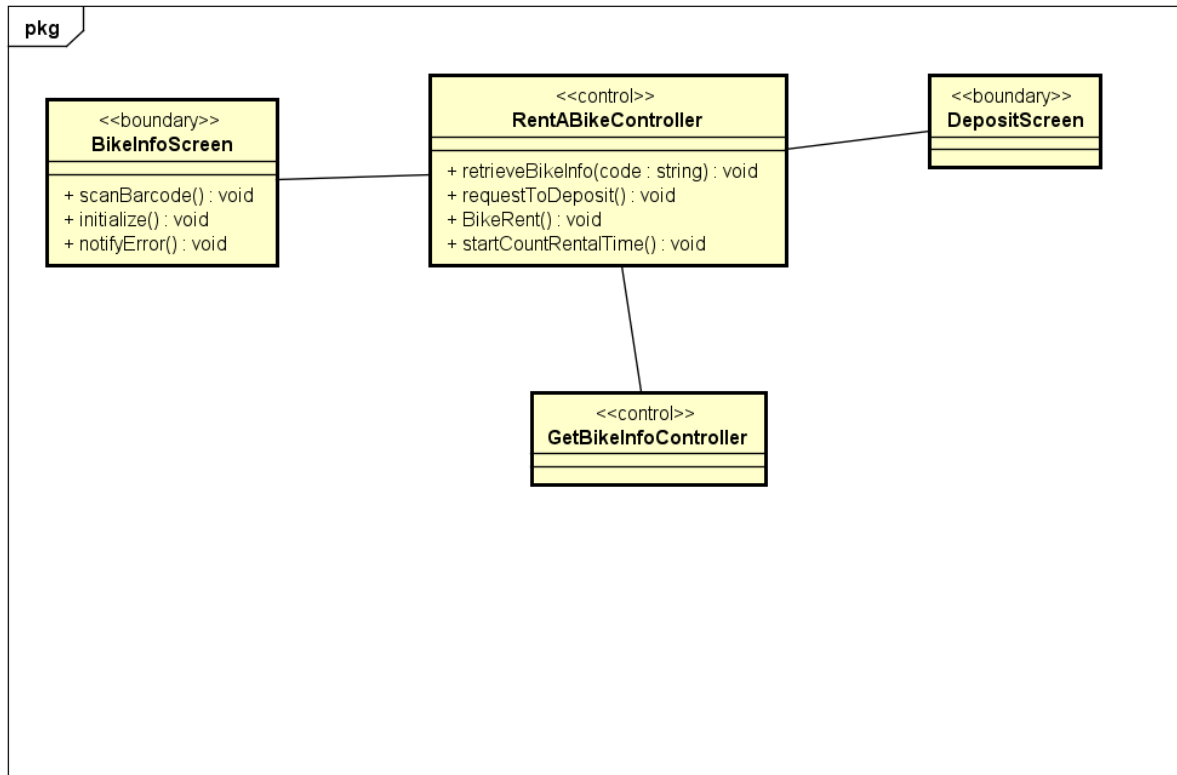 pkg
<<boundary>>
BikeInfoScreen
+ scanBarcode() : void
+ initialize() : void
+ notifyError() : void
<<control>>
RentABikeController
+ retrieveBikeInfo(code : string) : void
+ requestToDeposit() : void
+ BikeRent() : void
+ startCountRentalTime() : void
<<boundary>>
DepositScreen
<<control>>
GetBikeInfoController